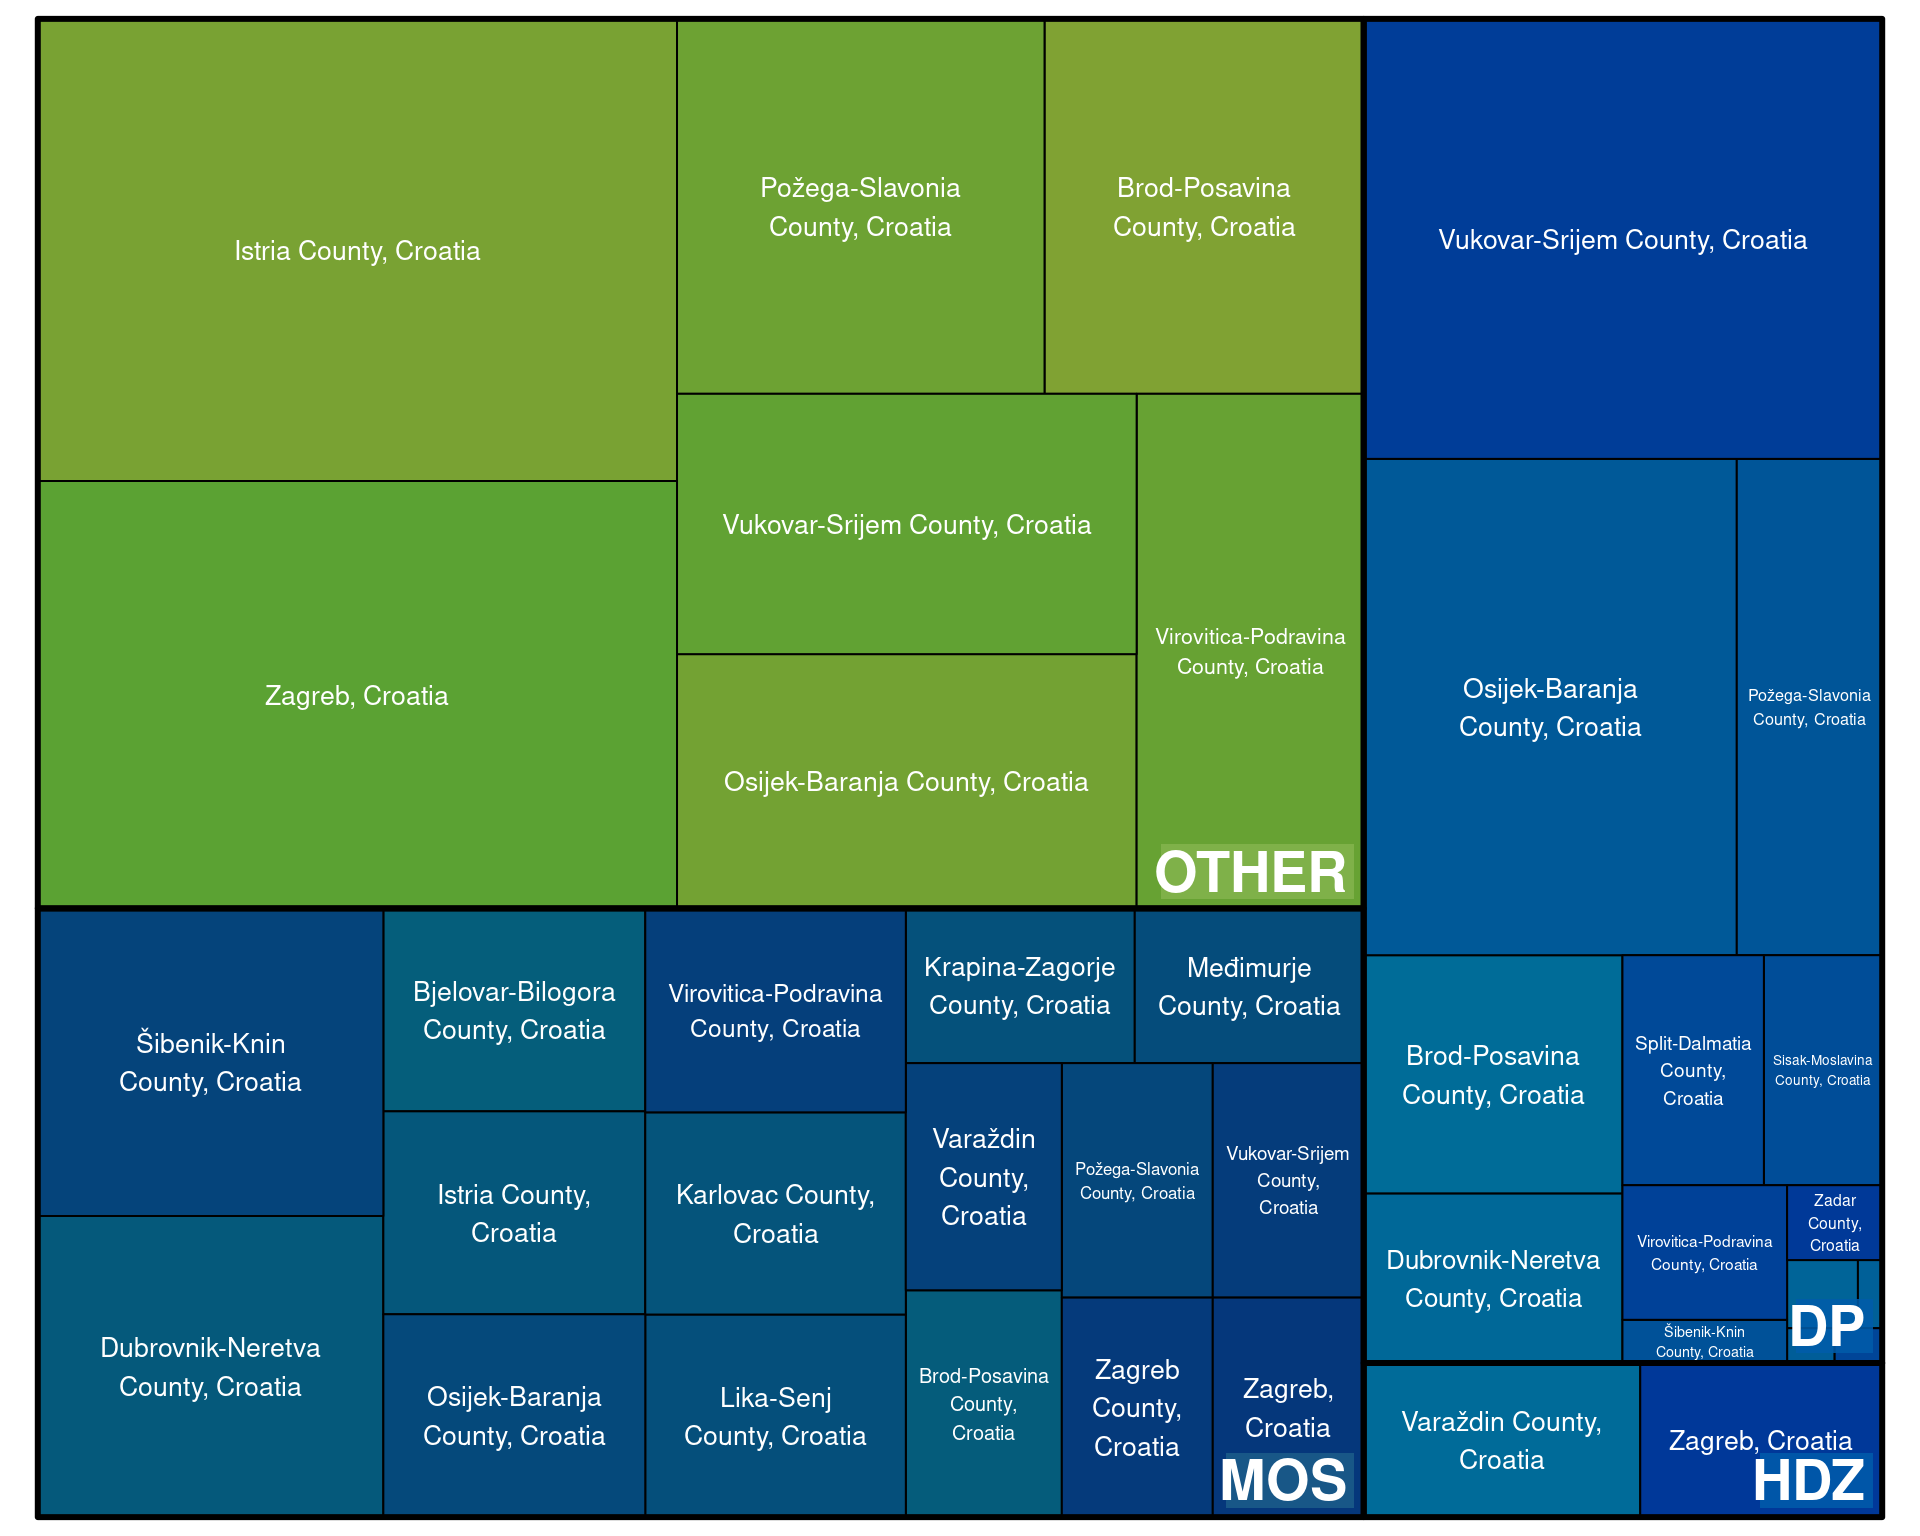 Istria County, Croatia
Zagreb, Croatia
Požega-Slavonia
County, Croatia
Brod-Posavina
County, Croatia
Vukovar-Srijem County, Croatia
Osijek-Baranja County, Croatia
Virovitica-Podravina
County, Croatia
OTHER
Šibenik-Knin
County, Croatia
Dubrovnik-Neretva
County, Croatia
Bjelovar-Bilogora
County, Croatia
Istria County,
Croatia
Osijek-Baranja
County, Croatia
Virovitica-Podravina
County, Croatia
Karlovac County,
Croatia
Lika-Senj
County, Croatia
Krapina-Zagorje
County, Croatia
Međimurje
County, Croatia
Varaždin
County,
Croatia
Brod-Posavina
County,
Croatia
Požega-Slavonia
County, Croatia
Vukovar-Srijem
County,
Croatia
Zagreb
County,
Croatia
Zagreb,
Croatia
MOS
Vukovar-Srijem County, Croatia
Osijek-Baranja
County, Croatia
Požega-Slavonia
County, Croatia
Brod-Posavina
County, Croatia
Dubrovnik-Neretva
County, Croatia
Split-Dalmatia
County,
Croatia
Sisak-Moslavina
County, Croatia
Virovitica-Podravina
County, Croatia
Šibenik-Knin
County, Croatia
Zadar
County,
Croatia
DP
Varaždin County,
Croatia
Zagreb, Croatia
HDZ